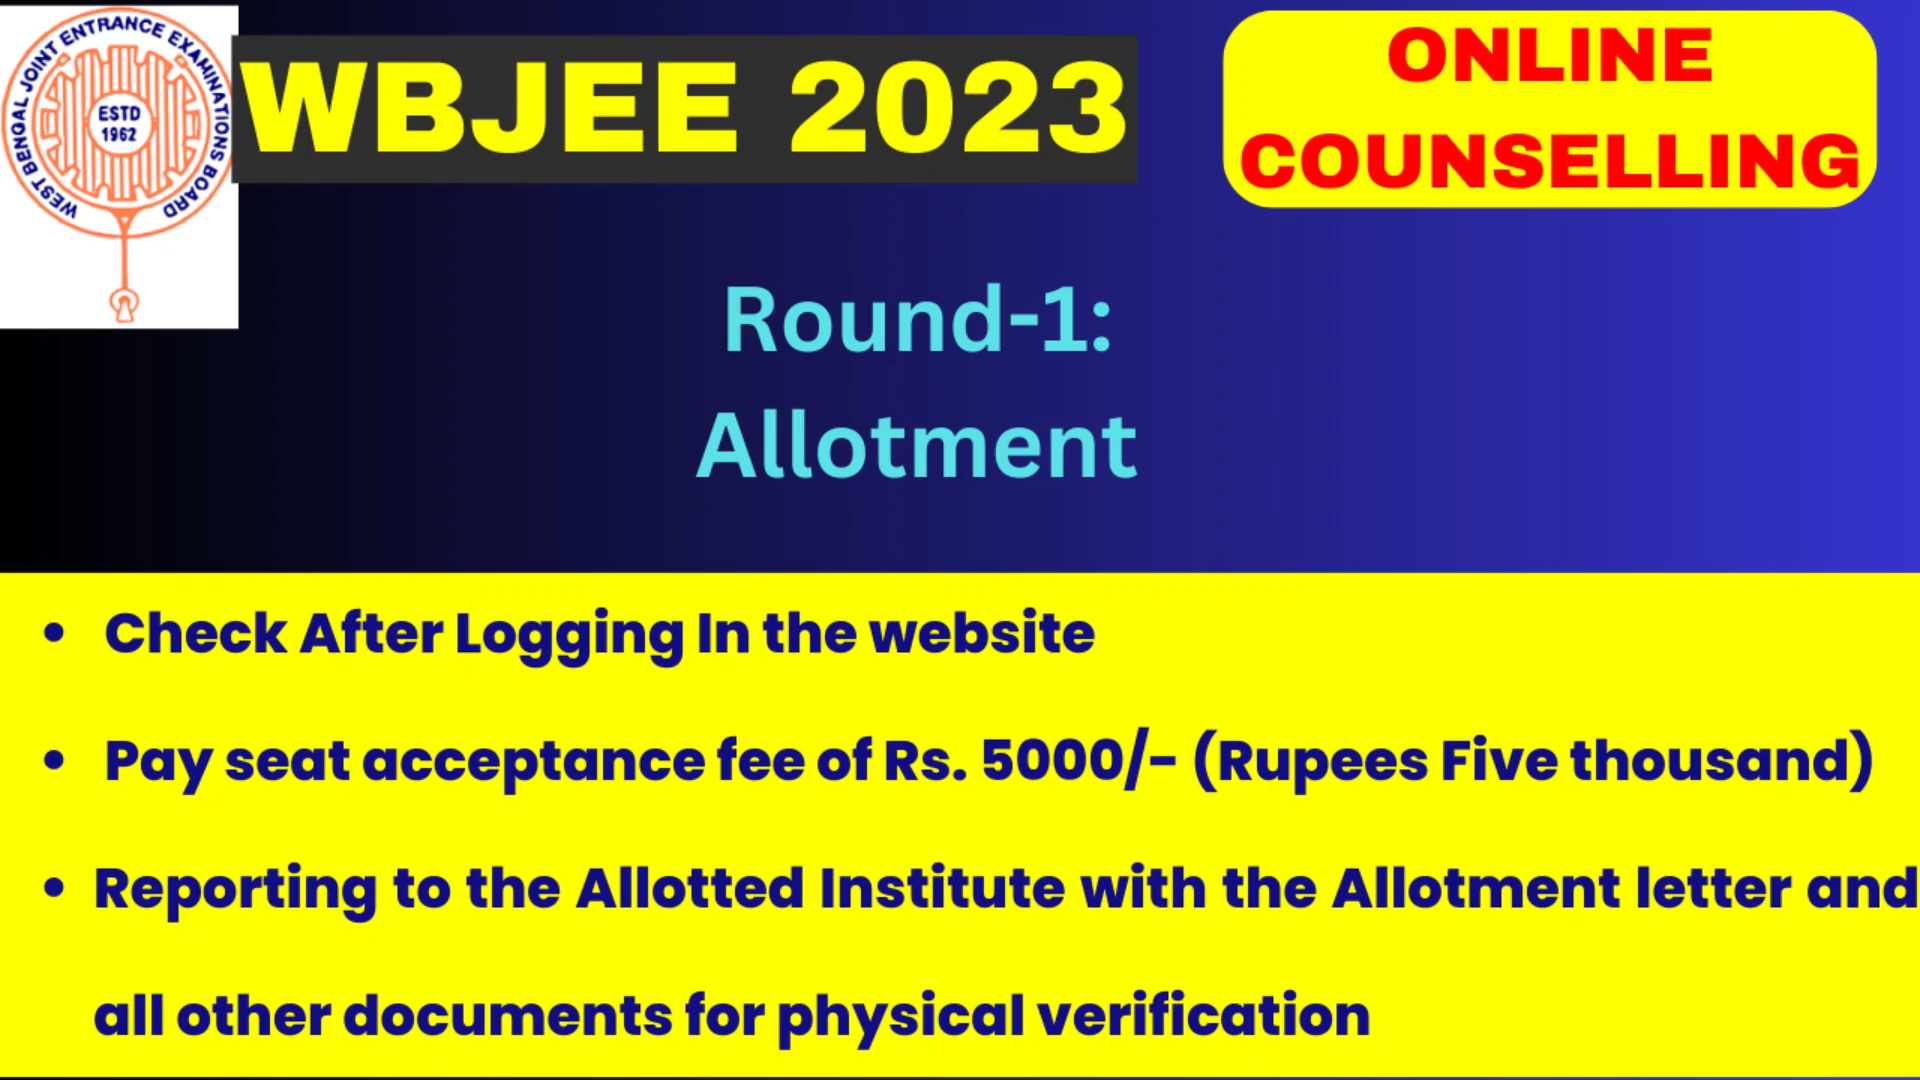 WEST BENGAL JOINT ENTRANCE EXAMINATIONS BOARD
ESTD
1962
WBJEE 2023
ONLINE
COUNSELLING
Round-1:
Allotment
• Check After Logging In the website
• Pay seat acceptance fee of Rs. 5000/- (Rupees Five thousand)
• Reporting to the Allotted Institute with the Allotment letter and
all other documents for physical verification